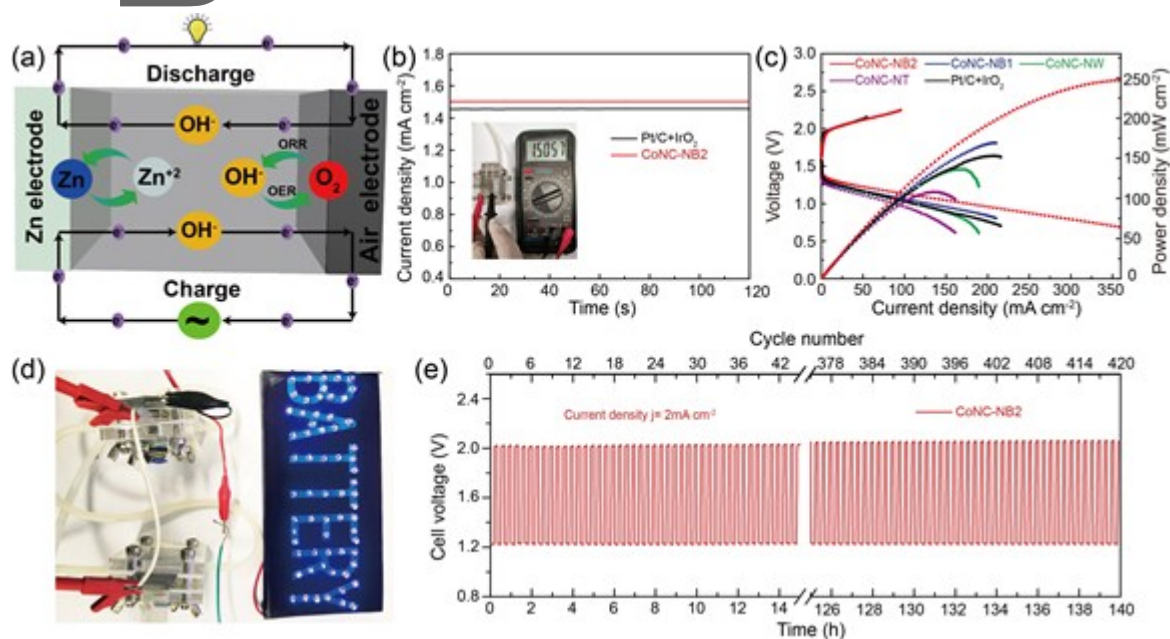 (a)
e⁻
e⁻
Discharge
OH⁻
Zn electrode
Zn
Zn⁺²
OH⁻
ORR
OER
O₂
Air electrode
OH⁻
Charge
~
(b)
Current density (mA cm⁻²)
1.8
1.6
1.4
1.2
1.0
0.8
0.6
0.4
Pt/C+IrO₂
CoNC-NB2
15057
0 20 40 60 80 100 120
Time (s)
(c)
Voltage (V)
3.0
2.5
2.0
1.5
1.0
0.5
0.0
CoNC-NB2 CoNC-NB1 CoNC-NW
CoNC-NT Pt/C+IrO₂
250
200
150
100
50
0
Power density (mW cm⁻²)
0 50 100 150 200 250 300 350
Current density (mA cm⁻²)
(d)
BATTERY
(e)
Cycle number
0 6 12 18 24 30 36 42 378 384 390 396 402 408 414 420
Cell voltage (V)
2.4
2.0
1.6
1.2
0.8
Current density j= 2mA cm⁻²
CoNC-NB2
0 2 4 6 8 10 12 14 126 128 130 132 134 136 138 140
Time (h)